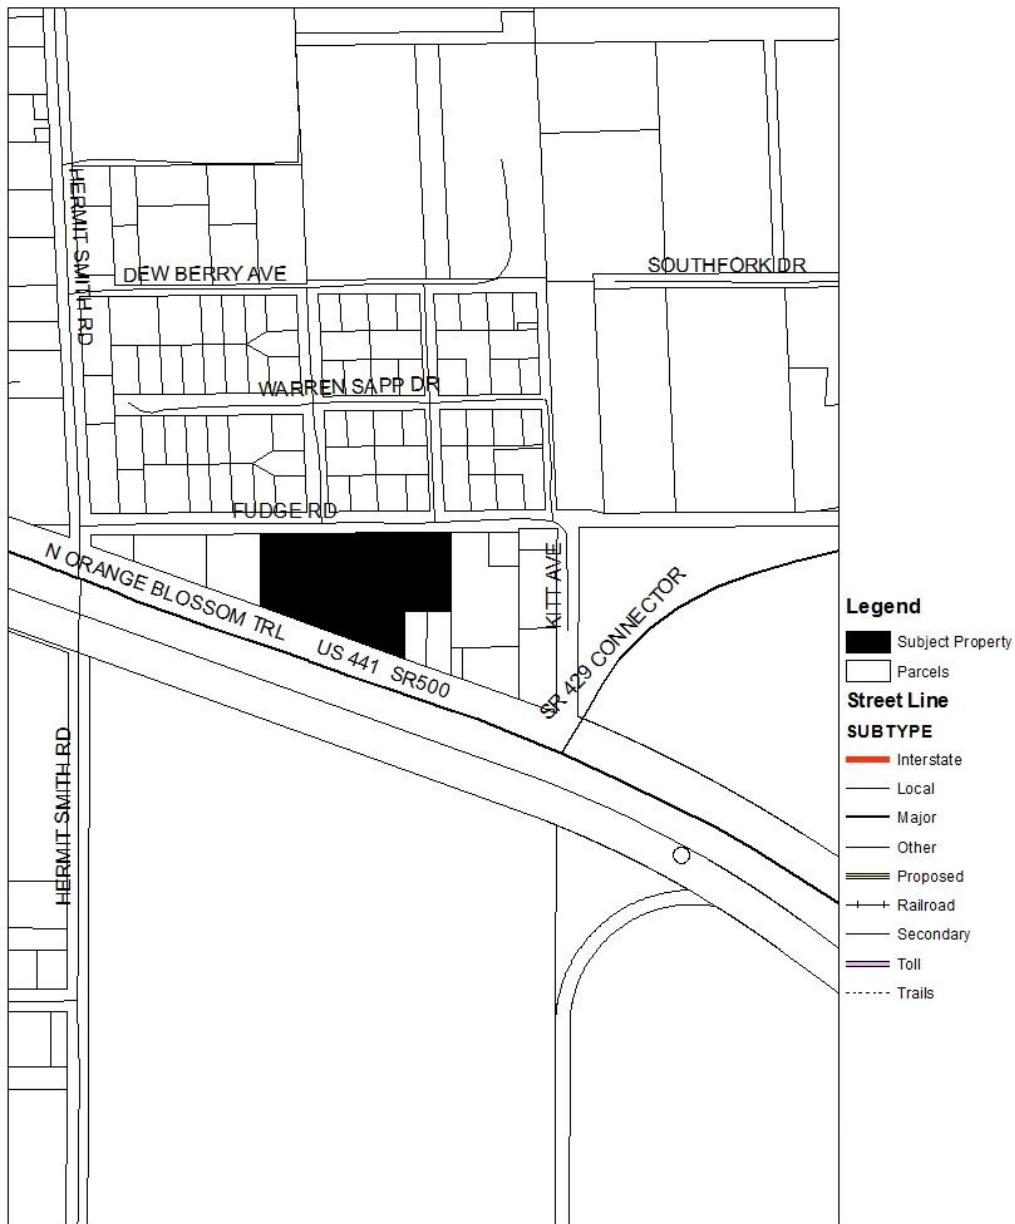 HERMIT SMITH RD
DEW BERRY AVE
SOUTHFORK DR
WARREN SAPP DR
FUDGE RD
N ORANGE BLOSSOM TRL
US 441 SR500
KITT AVE
SR 429 CONNECTOR
HERMIT SMITH RD
Legend
Subject Property
Parcels
Street Line
SUBTYPE
Interstate
Local
Major
Other
Proposed
Railroad
Secondary
Toll
Trails